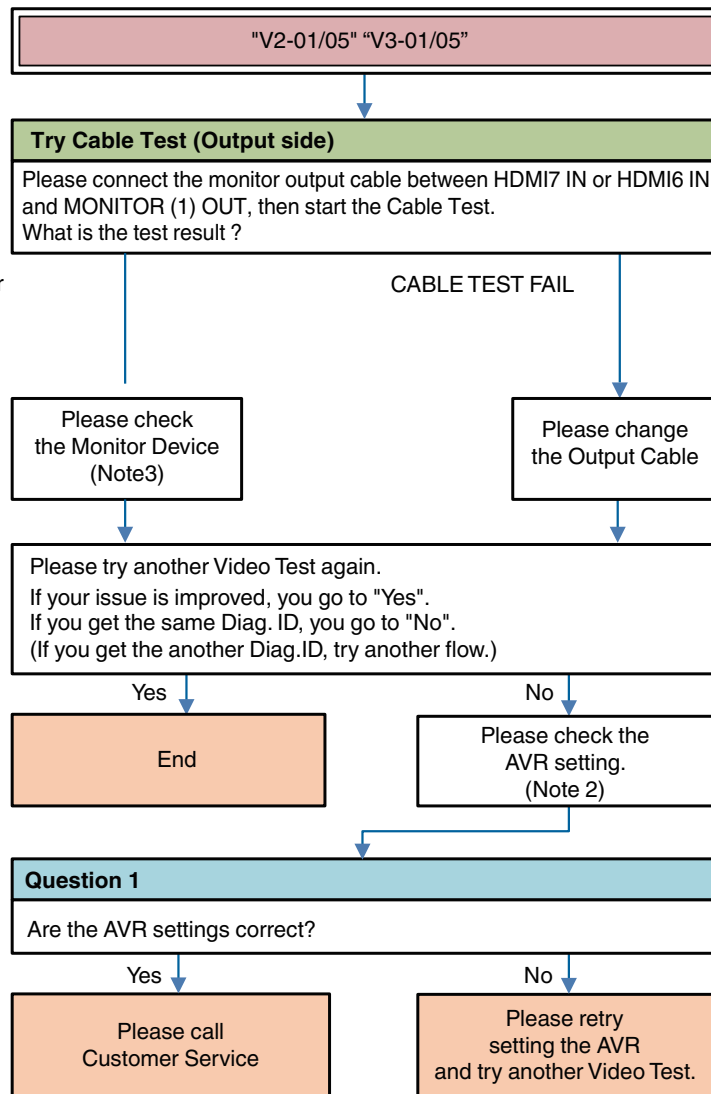 "V2-01/05" “V3-01/05”
Try Cable Test (Output side)
Please connect the monitor output cable between HDMI7 IN or HDMI6 IN
and MONITOR (1) OUT, then start the Cable Test.
What is the test result ?
CABLE TEST FAIL
Please check
the Monitor Device
(Note3)
Please change
the Output Cable
Please try another Video Test again.
If your issue is improved, you go to "Yes".
If you get the same Diag. ID, you go to "No".
(If you get the another Diag.ID, try another flow.)
Yes
No
End
Please check the
AVR setting.
(Note 2)
Question 1
Are the AVR settings correct?
Yes
No
Please call
Customer Service
Please retry
setting the AVR
and try another Video Test.